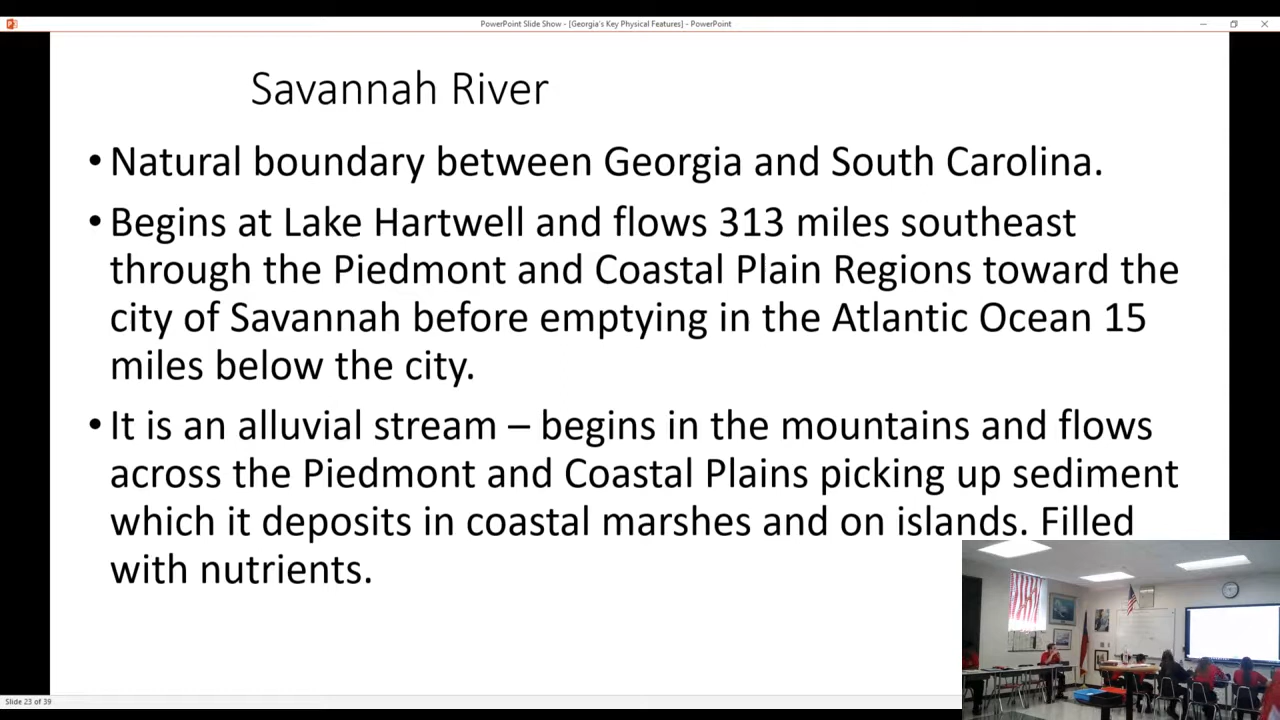 PowerPoint Slide Show - [Georgia's Key Physical Features] - PowerPoint
Savannah River
• Natural boundary between Georgia and South Carolina.
• Begins at Lake Hartwell and flows 313 miles southeast
through the Piedmont and Coastal Plain Regions toward the
city of Savannah before emptying in the Atlantic Ocean 15
miles below the city.
• It is an alluvial stream – begins in the mountains and flows
across the Piedmont and Coastal Plains picking up sediment
which it deposits in coastal marshes and on islands. Filled
with nutrients.
Slide 23 of 39